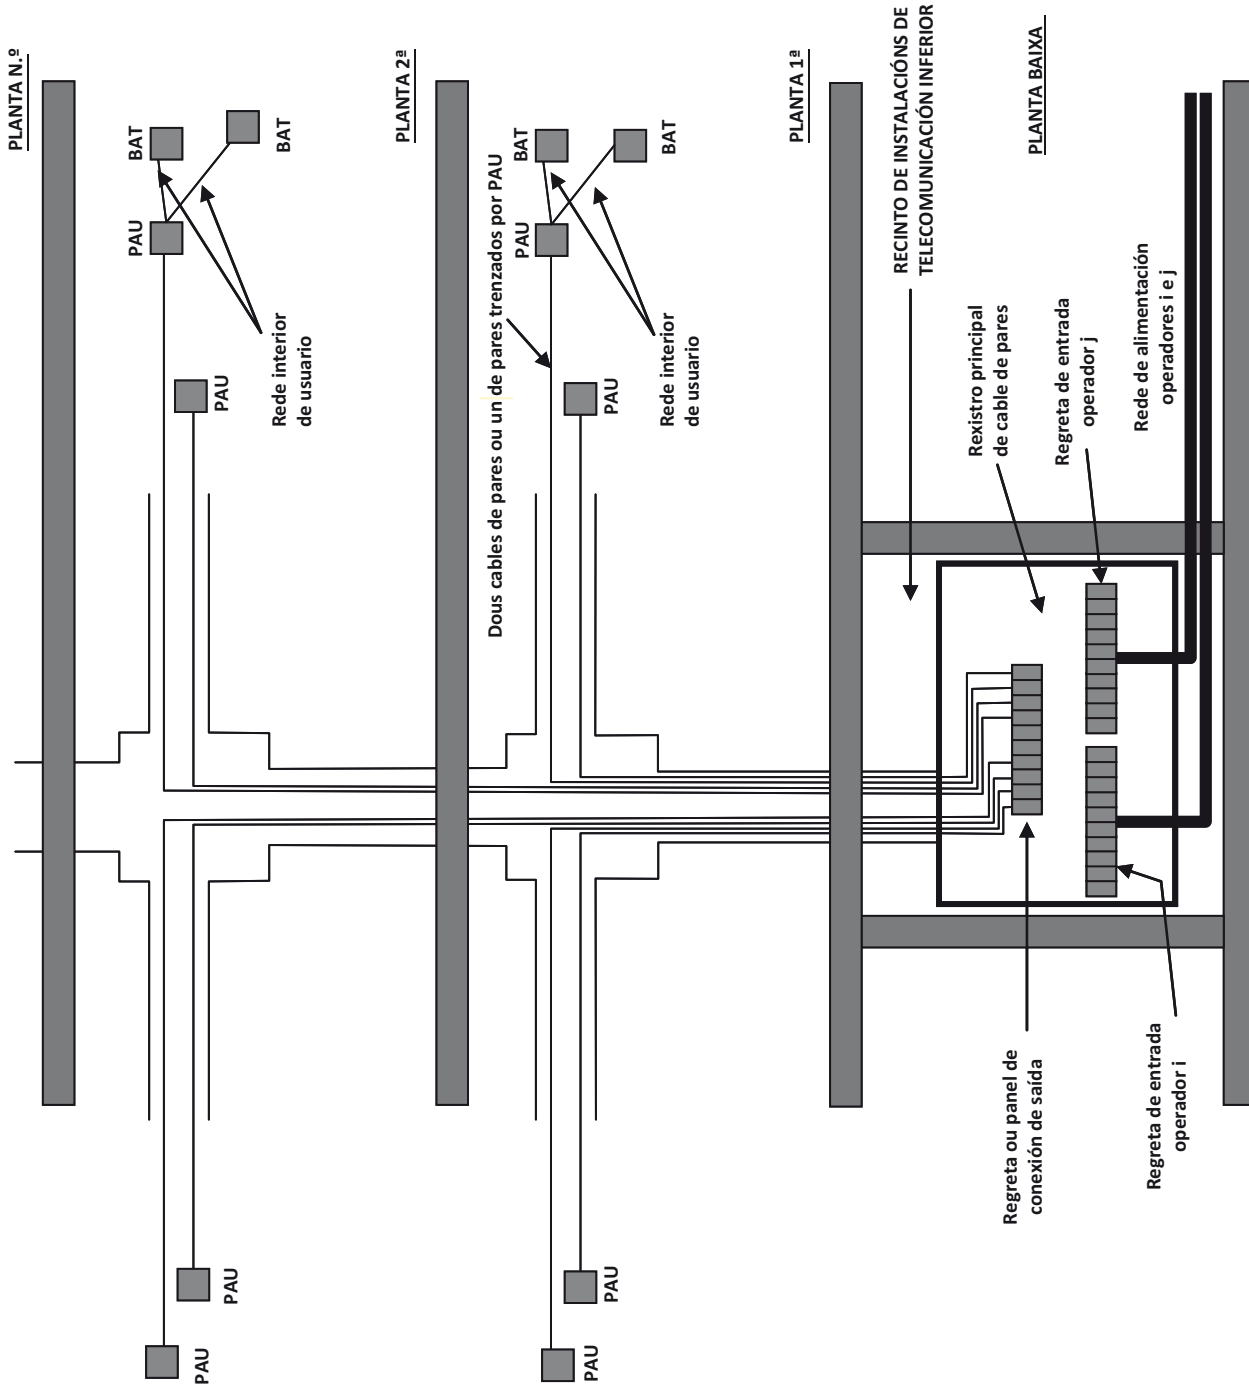 PLANTA N.º
BAT
BAT
PAU
Rede interior
de usuario
PAU
PAU
PAU
PLANTA 2ª
BAT
BAT
PAU
Dous cables de pares ou un de pares trenzados por PAU
Rede interior
de usuario
PAU
PAU
PAU
PLANTA 1ª
RECINTO DE INSTALACIÓNS DE
TELECOMUNICACIÓN INFERIOR
PLANTA BAIXA
Rexistro principal
de cable de pares
Regreta de entrada
operador j
Rede de alimentación
operadores i e j
Regreta ou panel de
conexión de saída
Regreta de entrada
operador i